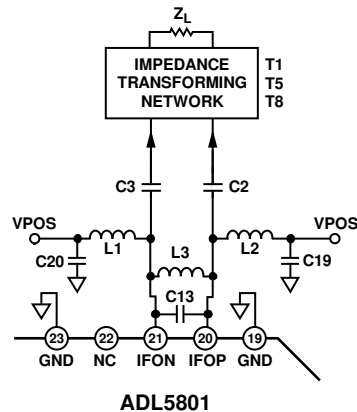 ZL
IMPEDANCE
TRANSFORMING
NETWORK
T1
T5
T8
C3
C2
VPOS
L1
L3
L2
VPOS
C20
C13
C19
23
22
21
20
19
GND
NC
IFON
IFOP
GND
ADL5801